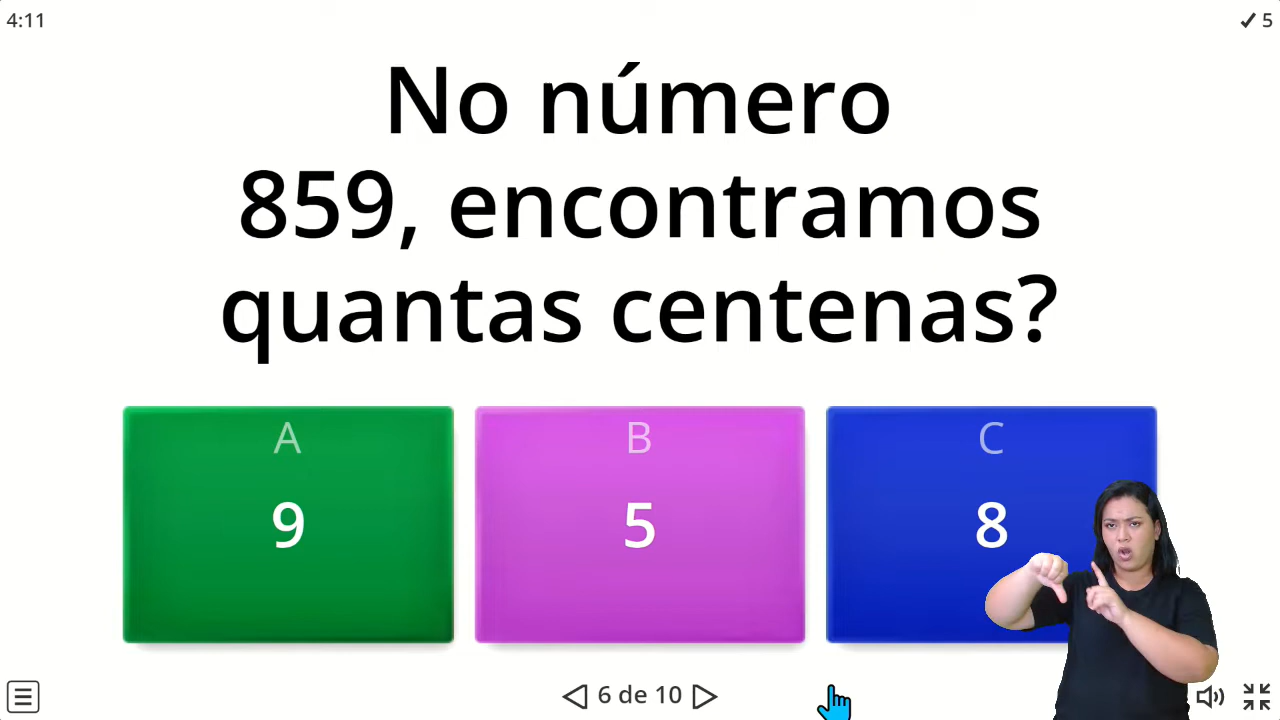 4:11
✓ 5
No número
859, encontramos
quantas centenas?
A
9
B
5
C
8
6 de 10